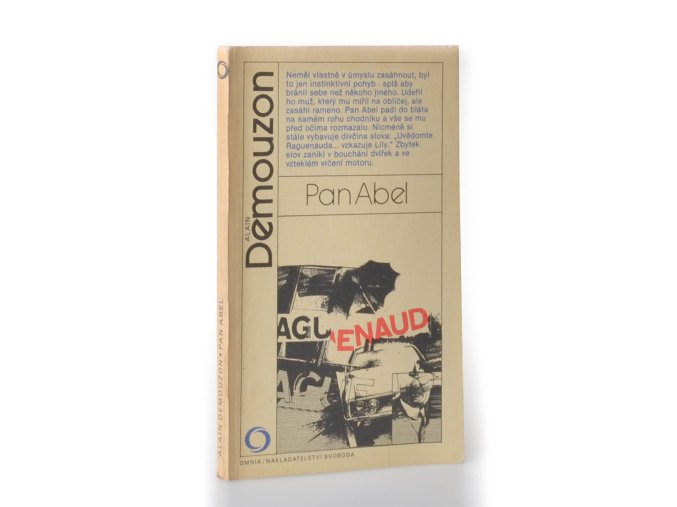 ALAIN
Demouzon
Neměl vlastně v úmyslu zasáhnout, byl
to jen instinktivní pohyb - spíš aby
bránil sebe než někoho jiného. Udeřil
ho muž, který mu mířil na obličej, ale
zasáhl rameno. Pan Abel padl do bláta
na samém rohu chodníku a vše se mu
před očima rozmazalo. Nicméně si
stále vybavuje dívčina slova: „Uvědomte
Raguenauda... vzkazuje Lily." Zbytek
slov zanikl v bouchání dvířek a ve
vzteklém vrčení motoru.
Pan Abel
AGUENAUD
OMNIA / NAKLADATELSTVÍ SVOBODA
ALAIN DEMOUZON • PAN ABEL